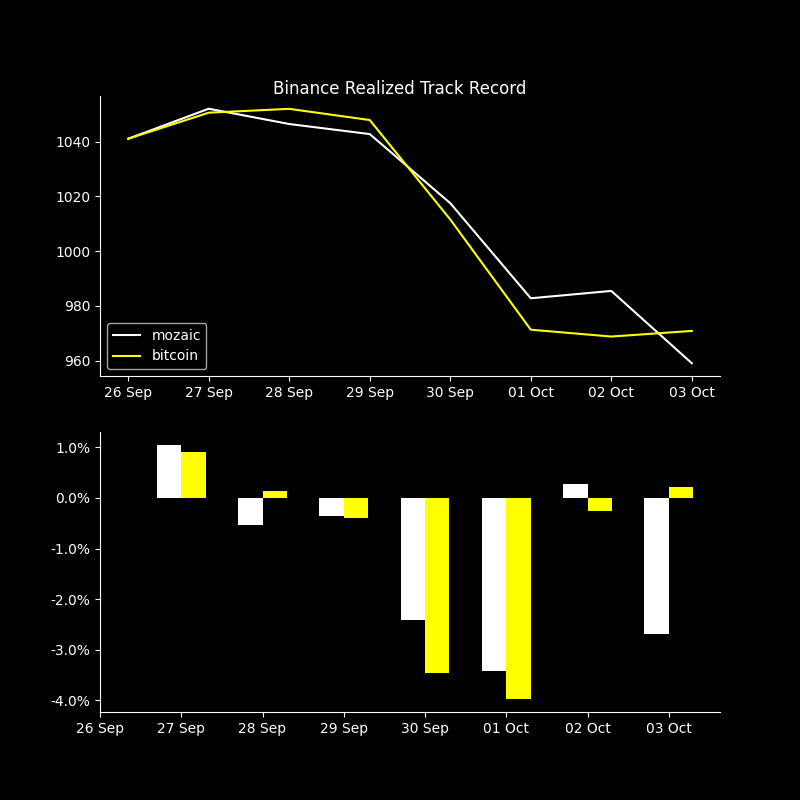 Binance Realized Track Record
1040
1020
1000
980
960
mozaic
bitcoin
26 Sep 27 Sep 28 Sep 29 Sep 30 Sep 01 Oct 02 Oct 03 Oct
1.0%
0.0%
-1.0%
-2.0%
-3.0%
-4.0%
26 Sep 27 Sep 28 Sep 29 Sep 30 Sep 01 Oct 02 Oct 03 Oct